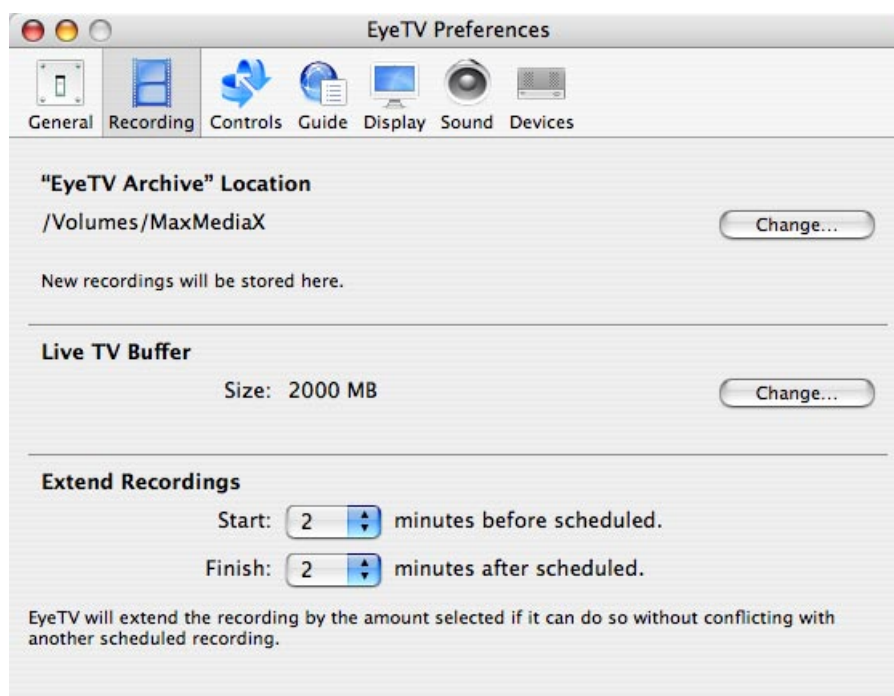 EyeTV Preferences
General Recording Controls Guide Display Sound Devices
“EyeTV Archive” Location
/Volumes/MaxMediaX
Change...
New recordings will be stored here.
Live TV Buffer
Size: 2000 MB
Change...
Extend Recordings
Start: 2 minutes before scheduled.
Finish: 2 minutes after scheduled.
EyeTV will extend the recording by the amount selected if it can do so without conflicting with
another scheduled recording.